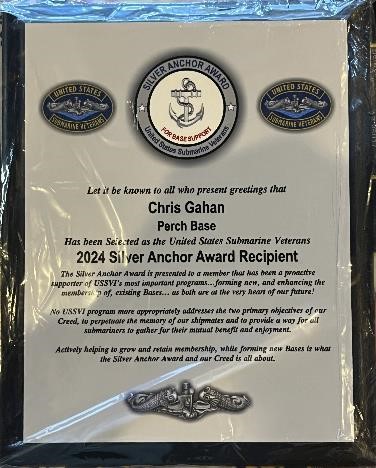 UNITED STATES
SUBMARINE VETERANS
SILVER ANCHOR AWARD
FOR BASE SUPPORT
United States Submarine Veterans
UNITED STATES
SUBMARINE VETERANS
Let it be known to all who present greetings that
Chris Gahan
Perch Base
Has been Selected as the United States Submarine Veterans
2024 Silver Anchor Award Recipient
The Silver Anchor Award is presented to a member that has been a proactive
supporter of USSVI's most important programs...forming new, and enhancing the
membership of, existing Bases... as both are at the very heart of our future!
No USSVI program more appropriately addresses the two primary objectives of our
Creed, to perpetuate the memory of our shipmates and to provide a way for all
submariners to gather for their mutual benefit and enjoyment.
Actively helping to grow and retain membership, while forming new Bases is what
the Silver Anchor Award and our Creed is all about.